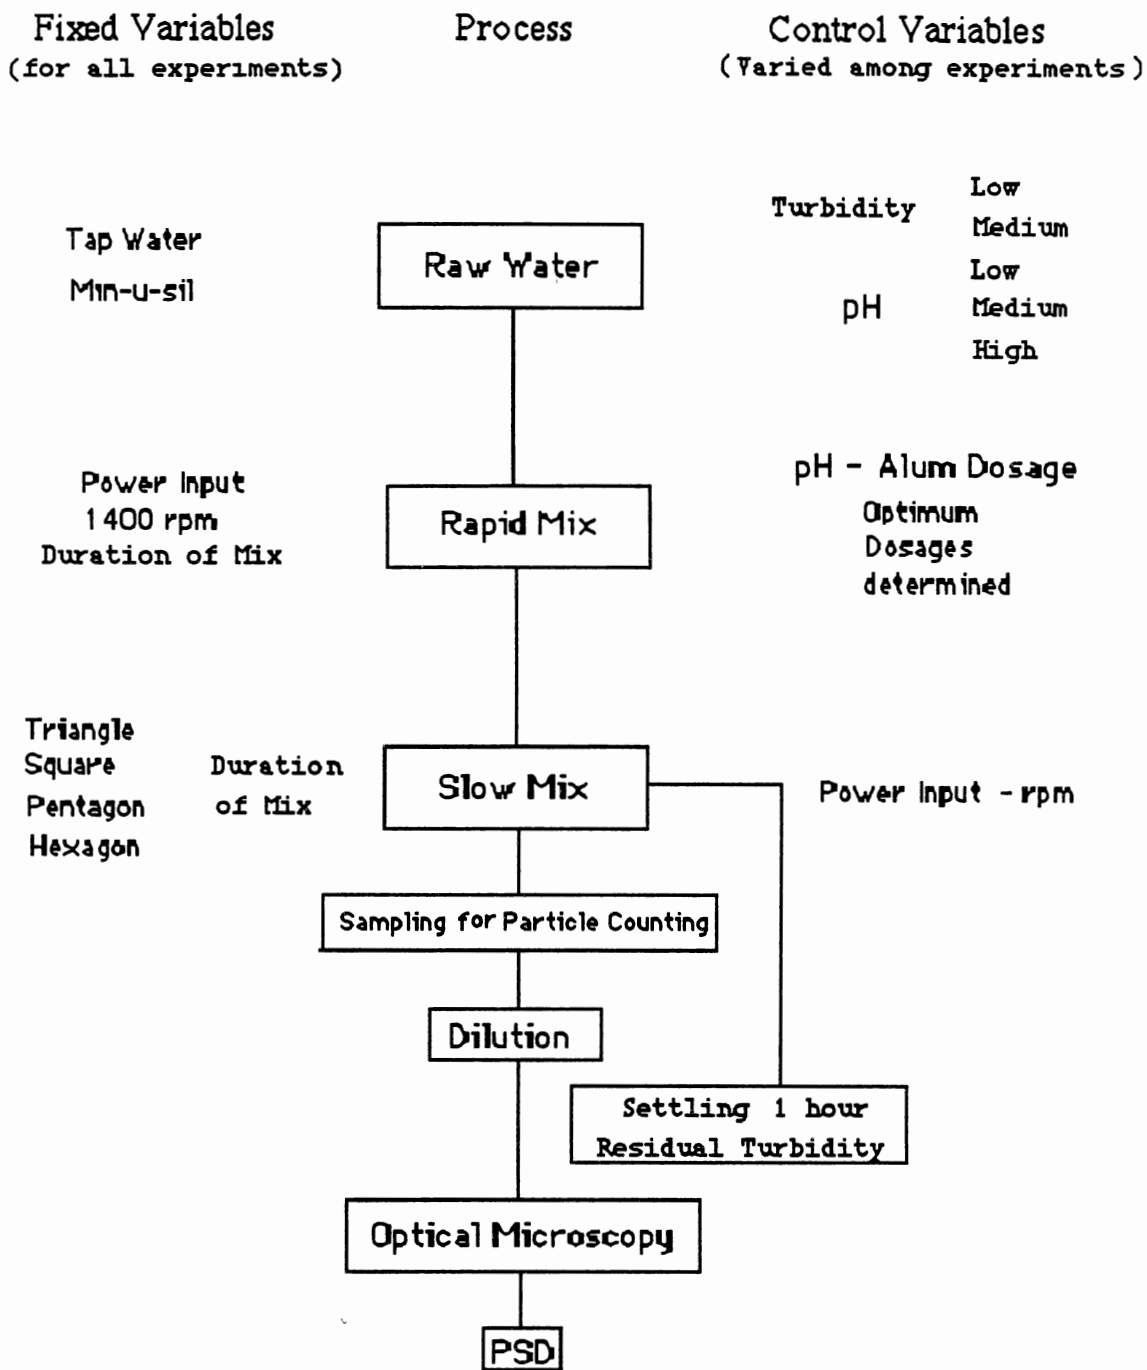 Fixed Variables
(for all experiments)
Process
Control Variables
(Varied among experiments)
Tap Water
Min-u-sil
Raw Water
Turbidity
Low
Medium
pH
Low
Medium
High
Power Input
1400 rpm
Duration of Mix
Rapid Mix
pH - Alum Dosage
Optimum
Dosages
determined
Triangle
Square
Pentagon
Hexagon
Duration
of Mix
Slow Mix
Power Input - rpm
Sampling for Particle Counting
Dilution
Settling 1 hour
Residual Turbidity
Optical Microscopy
PSD